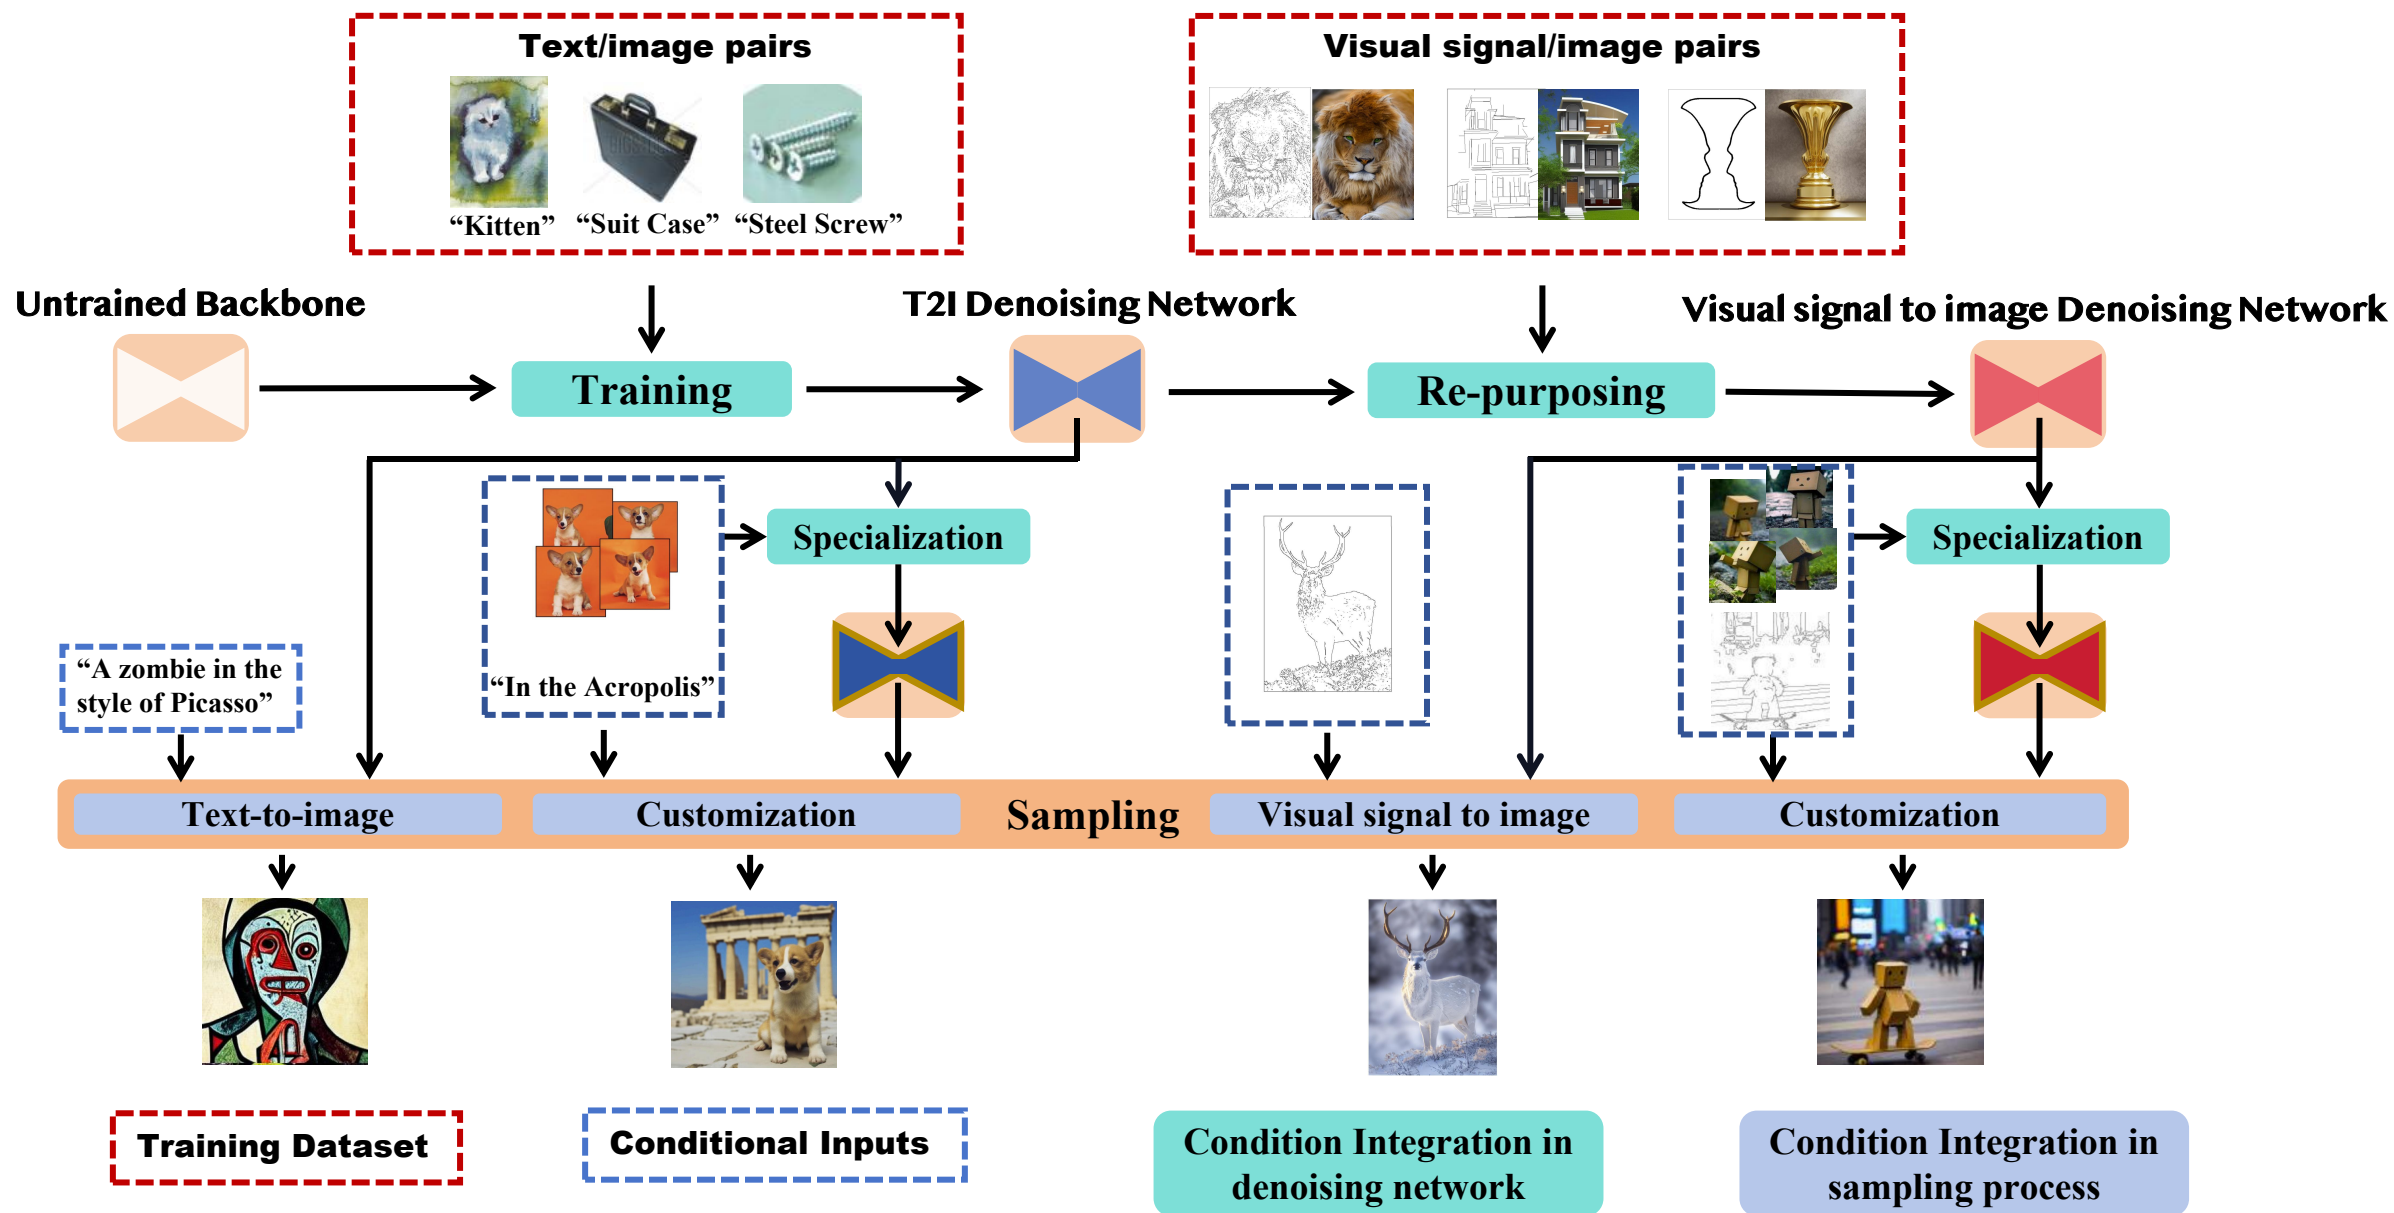 Text/image pairs
Visual signal/image pairs
“Kitten”
“Suit Case”
“Steel Screw”
Untrained Backbone
T2I Denoising Network
Visual signal to image Denoising Network
Training
Re-purposing
Specialization
Specialization
“In the Acropolis”
“A zombie in the
style of Picasso”
Text-to-image
Customization
Sampling
Visual signal to image
Customization
Training Dataset
Conditional Inputs
Condition Integration in
denoising network
Condition Integration in
sampling process